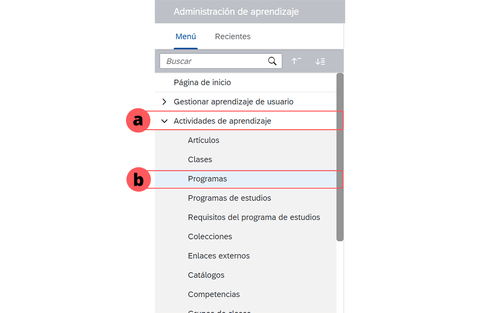 Administración de aprendizaje
Menú Recientes
Buscar
Página de inicio
Gestionar aprendizaje de usuario
a Actividades de aprendizaje
Artículos
Clases
b Programas
Programas de estudios
Requisitos del programa de estudios
Colecciones
Enlaces externos
Catálogos
Competencias